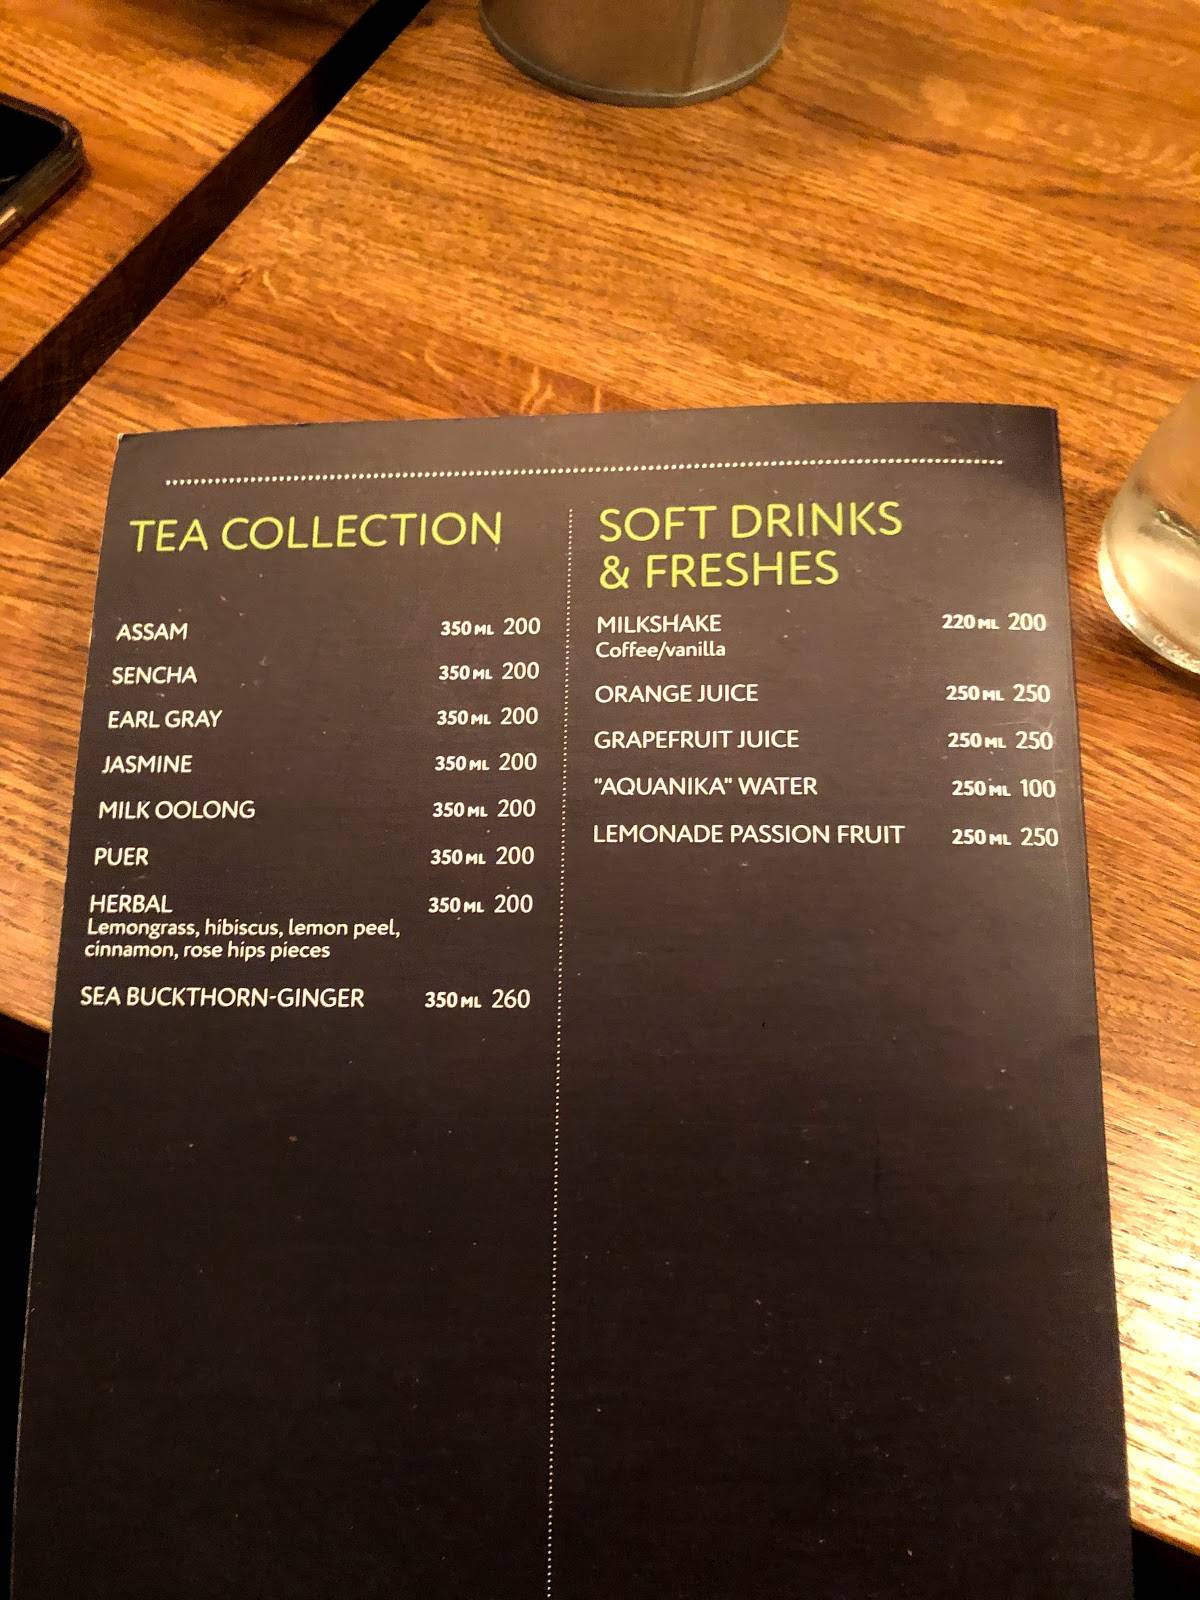 TEA COLLECTION
ASSAM 350 ML 200
SENCHA 350 ML 200
EARL GRAY 350 ML 200
JASMINE 350 ML 200
MILK OOLONG 350 ML 200
PUER 350 ML 200
HERBAL 350 ML 200
Lemongrass, hibiscus, lemon peel,
cinnamon, rose hips pieces
SEA BUCKTHORN-GINGER 350 ML 260
SOFT DRINKS
& FRESHES
MILKSHAKE 220 ML 200
Coffee/vanilla
ORANGE JUICE 250 ML 250
GRAPEFRUIT JUICE 250 ML 250
"AQUANIKA" WATER 250 ML 100
LEMONADE PASSION FRUIT 250 ML 250